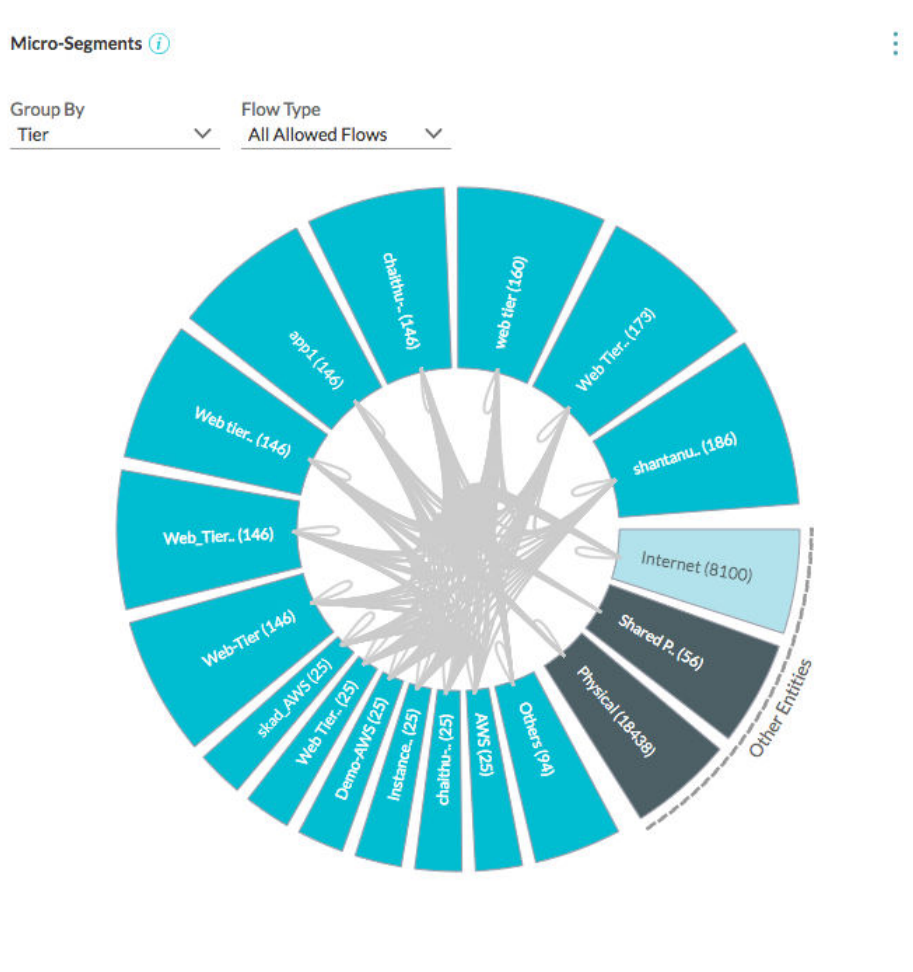 Micro-Segments i
Group By
Flow Type
Tier
All Allowed Flows
chaithu-.. (146)
web tier (160)
Web Tier.. (173)
shantanu.. (186)
Internet (8100)
Shared P.. (56)
Physical (18438)
Other Entities
Others (94)
AWS (25)
chaithu-.. (25)
Instance.. (25)
Demo-AWS (25)
Web Tier.. (25)
skad_AWS (25)
Web-Tier (146)
Web_Tier.. (146)
Web tier.. (146)
app1 (146)